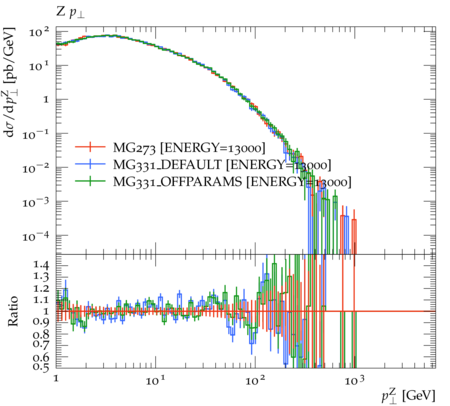 Z p⊥
dσ/dp⊥^Z [pb/GeV]
10²
10¹
1
10⁻¹
10⁻²
10⁻³
10⁻⁴
MG273 [ENERGY=13000]
MG331_DEFAULT [ENERGY=13000]
MG331_OFFPARAMS [ENERGY=13000]
Ratio
1.4
1.3
1.2
1.1
1
0.9
0.8
0.7
0.6
0.5
1 10¹ 10² 10³
p⊥^Z [GeV]